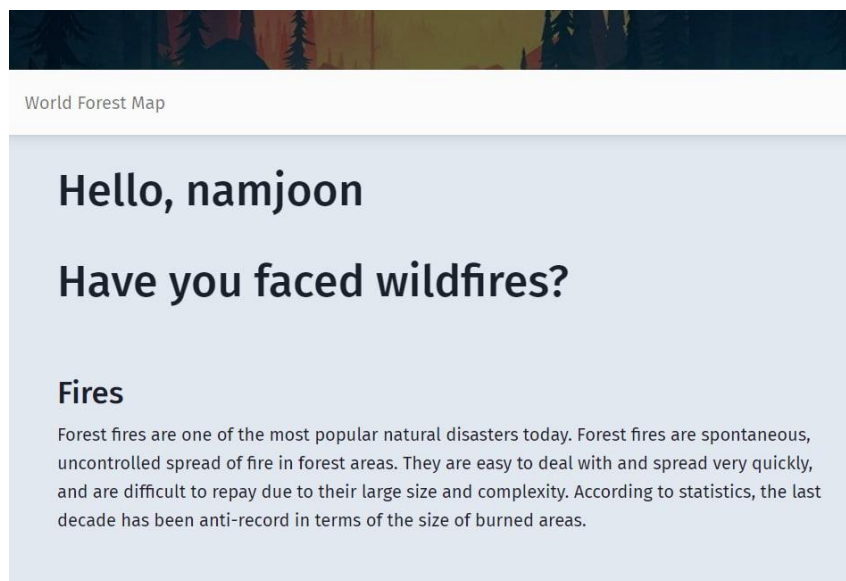 World Forest Map
Hello, namjoon
Have you faced wildfires?
Fires
Forest fires are one of the most popular natural disasters today. Forest fires are spontaneous,
uncontrolled spread of fire in forest areas. They are easy to deal with and spread very quickly,
and are difficult to repay due to their large size and complexity. According to statistics, the last
decade has been anti-record in terms of the size of burned areas.